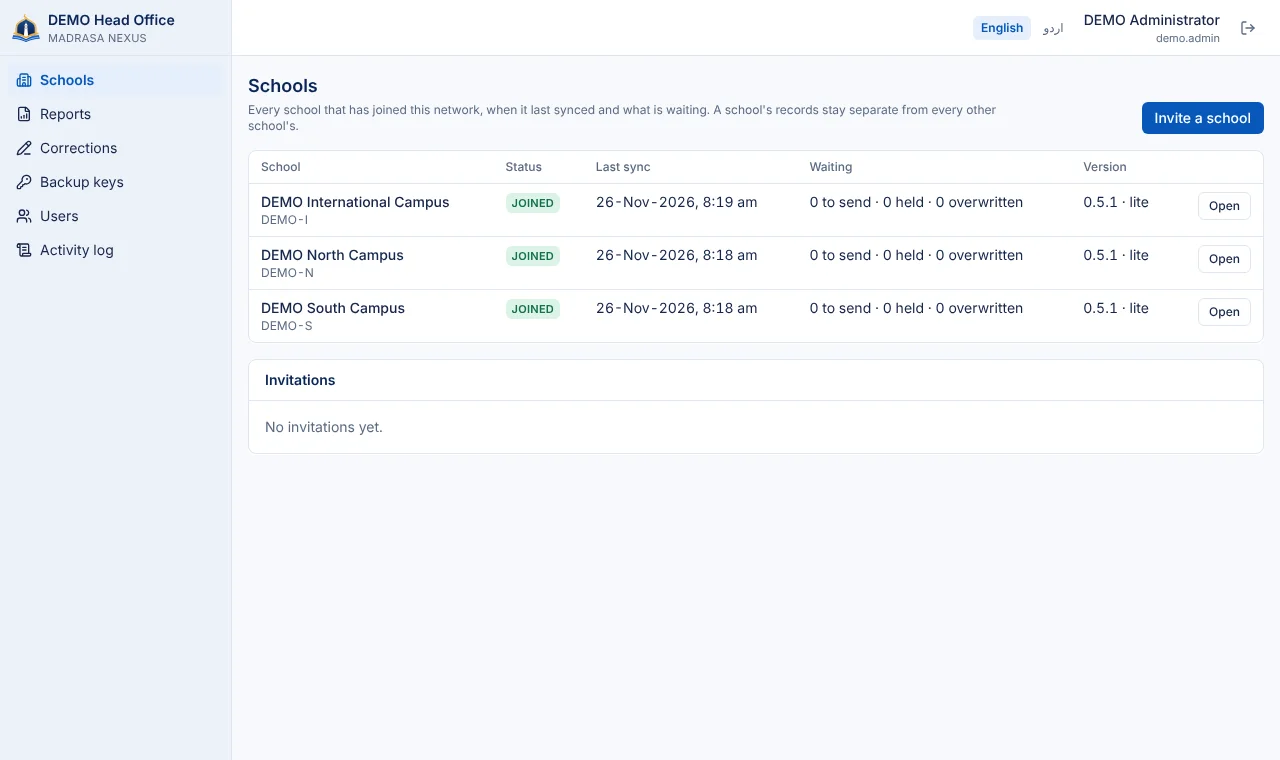 DEMO Head Office
MADRASA NEXUS
English
اردو
DEMO Administrator
demo.admin
Schools
Reports
Corrections
Backup keys
Users
Activity log
Schools
Every school that has joined this network, when it last synced and what is waiting. A school's records stay separate from every other
school's.
Invite a school
School Status Last sync Waiting Version
DEMO International Campus JOINED 26-Nov-2026, 8:19 am 0 to send · 0 held · 0 overwritten 0.5.1 · lite Open
DEMO-I
DEMO North Campus JOINED 26-Nov-2026, 8:18 am 0 to send · 0 held · 0 overwritten 0.5.1 · lite Open
DEMO-N
DEMO South Campus JOINED 26-Nov-2026, 8:18 am 0 to send · 0 held · 0 overwritten 0.5.1 · lite Open
DEMO-S
Invitations
No invitations yet.